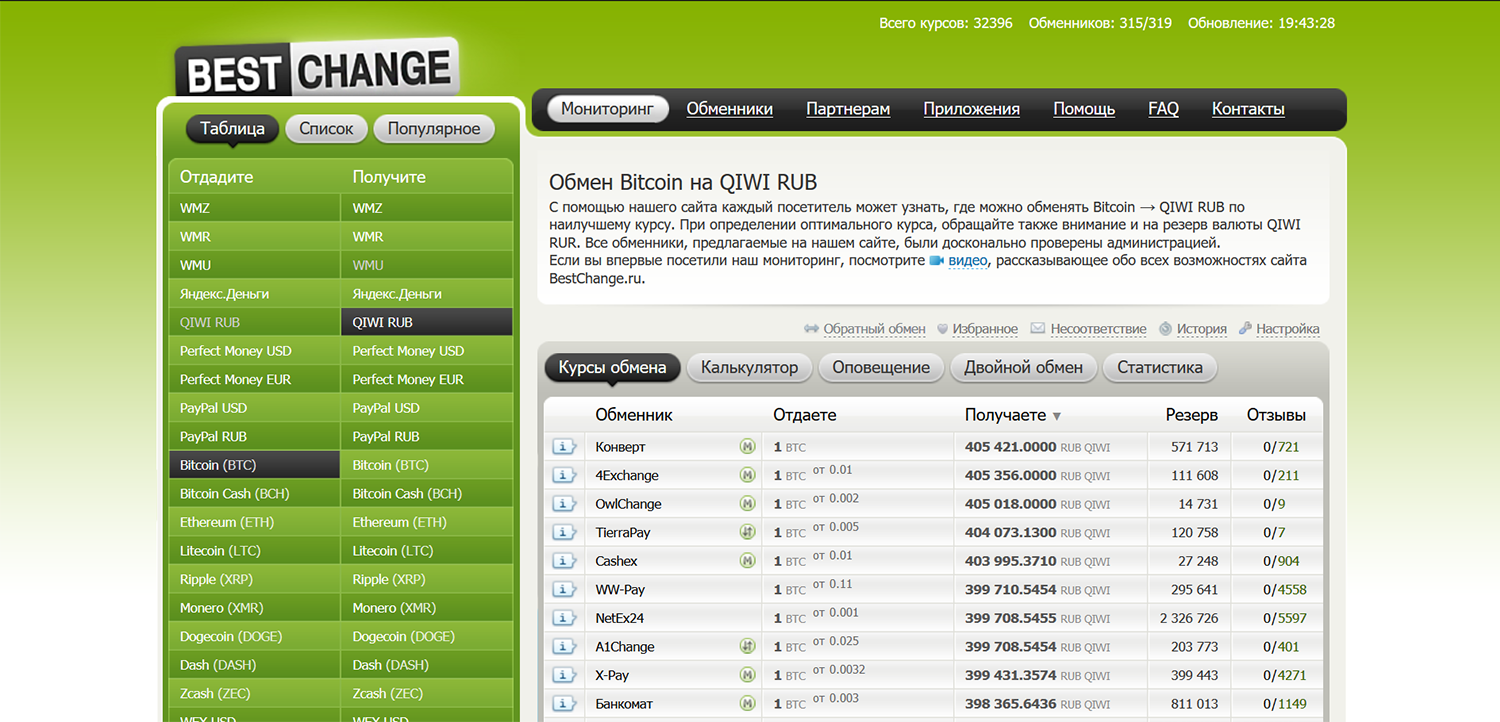 Всего курсов: 32396 Обменников: 315/319 Обновление: 19:43:28
BEST CHANGE
Мониторинг Обменники Партнерам Приложения Помощь FAQ Контакты
Таблица Список Популярное
Отдадите Получите
WMZ WMZ
WMR WMR
WMU WMU
Яндекс.Деньги Яндекс.Деньги
QIWI RUB QIWI RUB
Perfect Money USD Perfect Money USD
Perfect Money EUR Perfect Money EUR
PayPal USD PayPal USD
PayPal RUB PayPal RUB
Bitcoin (BTC) Bitcoin (BTC)
Bitcoin Cash (BCH) Bitcoin Cash (BCH)
Ethereum (ETH) Ethereum (ETH)
Litecoin (LTC) Litecoin (LTC)
Ripple (XRP) Ripple (XRP)
Monero (XMR) Monero (XMR)
Dogecoin (DOGE) Dogecoin (DOGE)
Dash (DASH) Dash (DASH)
Zcash (ZEC) Zcash (ZEC)
WEX USD WEX USD
Обмен Bitcoin на QIWI RUB
С помощью нашего сайта каждый посетитель может узнать, где можно обменять Bitcoin → QIWI RUB по
наилучшему курсу. При определении оптимального курса, обращайте также внимание и на резерв валюты QIWI
RUR. Все обменники, предлагаемые на нашем сайте, были досконально проверены администрацией.
Если вы впервые посетили наш мониторинг, посмотрите видео, рассказывающее обо всех возможностях сайта
BestChange.ru.
Обратный обмен Избранное Несоответствие История Настройка
Курсы обмена Калькулятор Оповещение Двойной обмен Статистика
Обменник Отдаете Получаете ▼ Резерв Отзывы
Конверт M 1 BTC 405 421.0000 RUB QIWI 571 713 0/721
4Exchange M 1 BTC от 0.01 405 356.0000 RUB QIWI 111 608 0/211
OwlChange M 1 BTC от 0.002 405 018.0000 RUB QIWI 14 731 0/9
TierraPay 1 BTC от 0.005 404 073.1300 RUB QIWI 120 758 0/7
Cashex M 1 BTC от 0.01 403 995.3710 RUB QIWI 27 248 0/904
WW-Pay 1 BTC от 0.11 399 710.5454 RUB QIWI 295 641 0/4558
NetEx24 1 BTC от 0.001 399 708.5455 RUB QIWI 2 326 726 0/5597
A1Change 1 BTC от 0.025 399 708.5454 RUB QIWI 203 773 0/401
X-Pay M 1 BTC от 0.0032 399 431.3574 RUB QIWI 399 443 0/4271
Банкомат M 1 BTC от 0.003 398 365.6436 RUB QIWI 811 013 0/1149